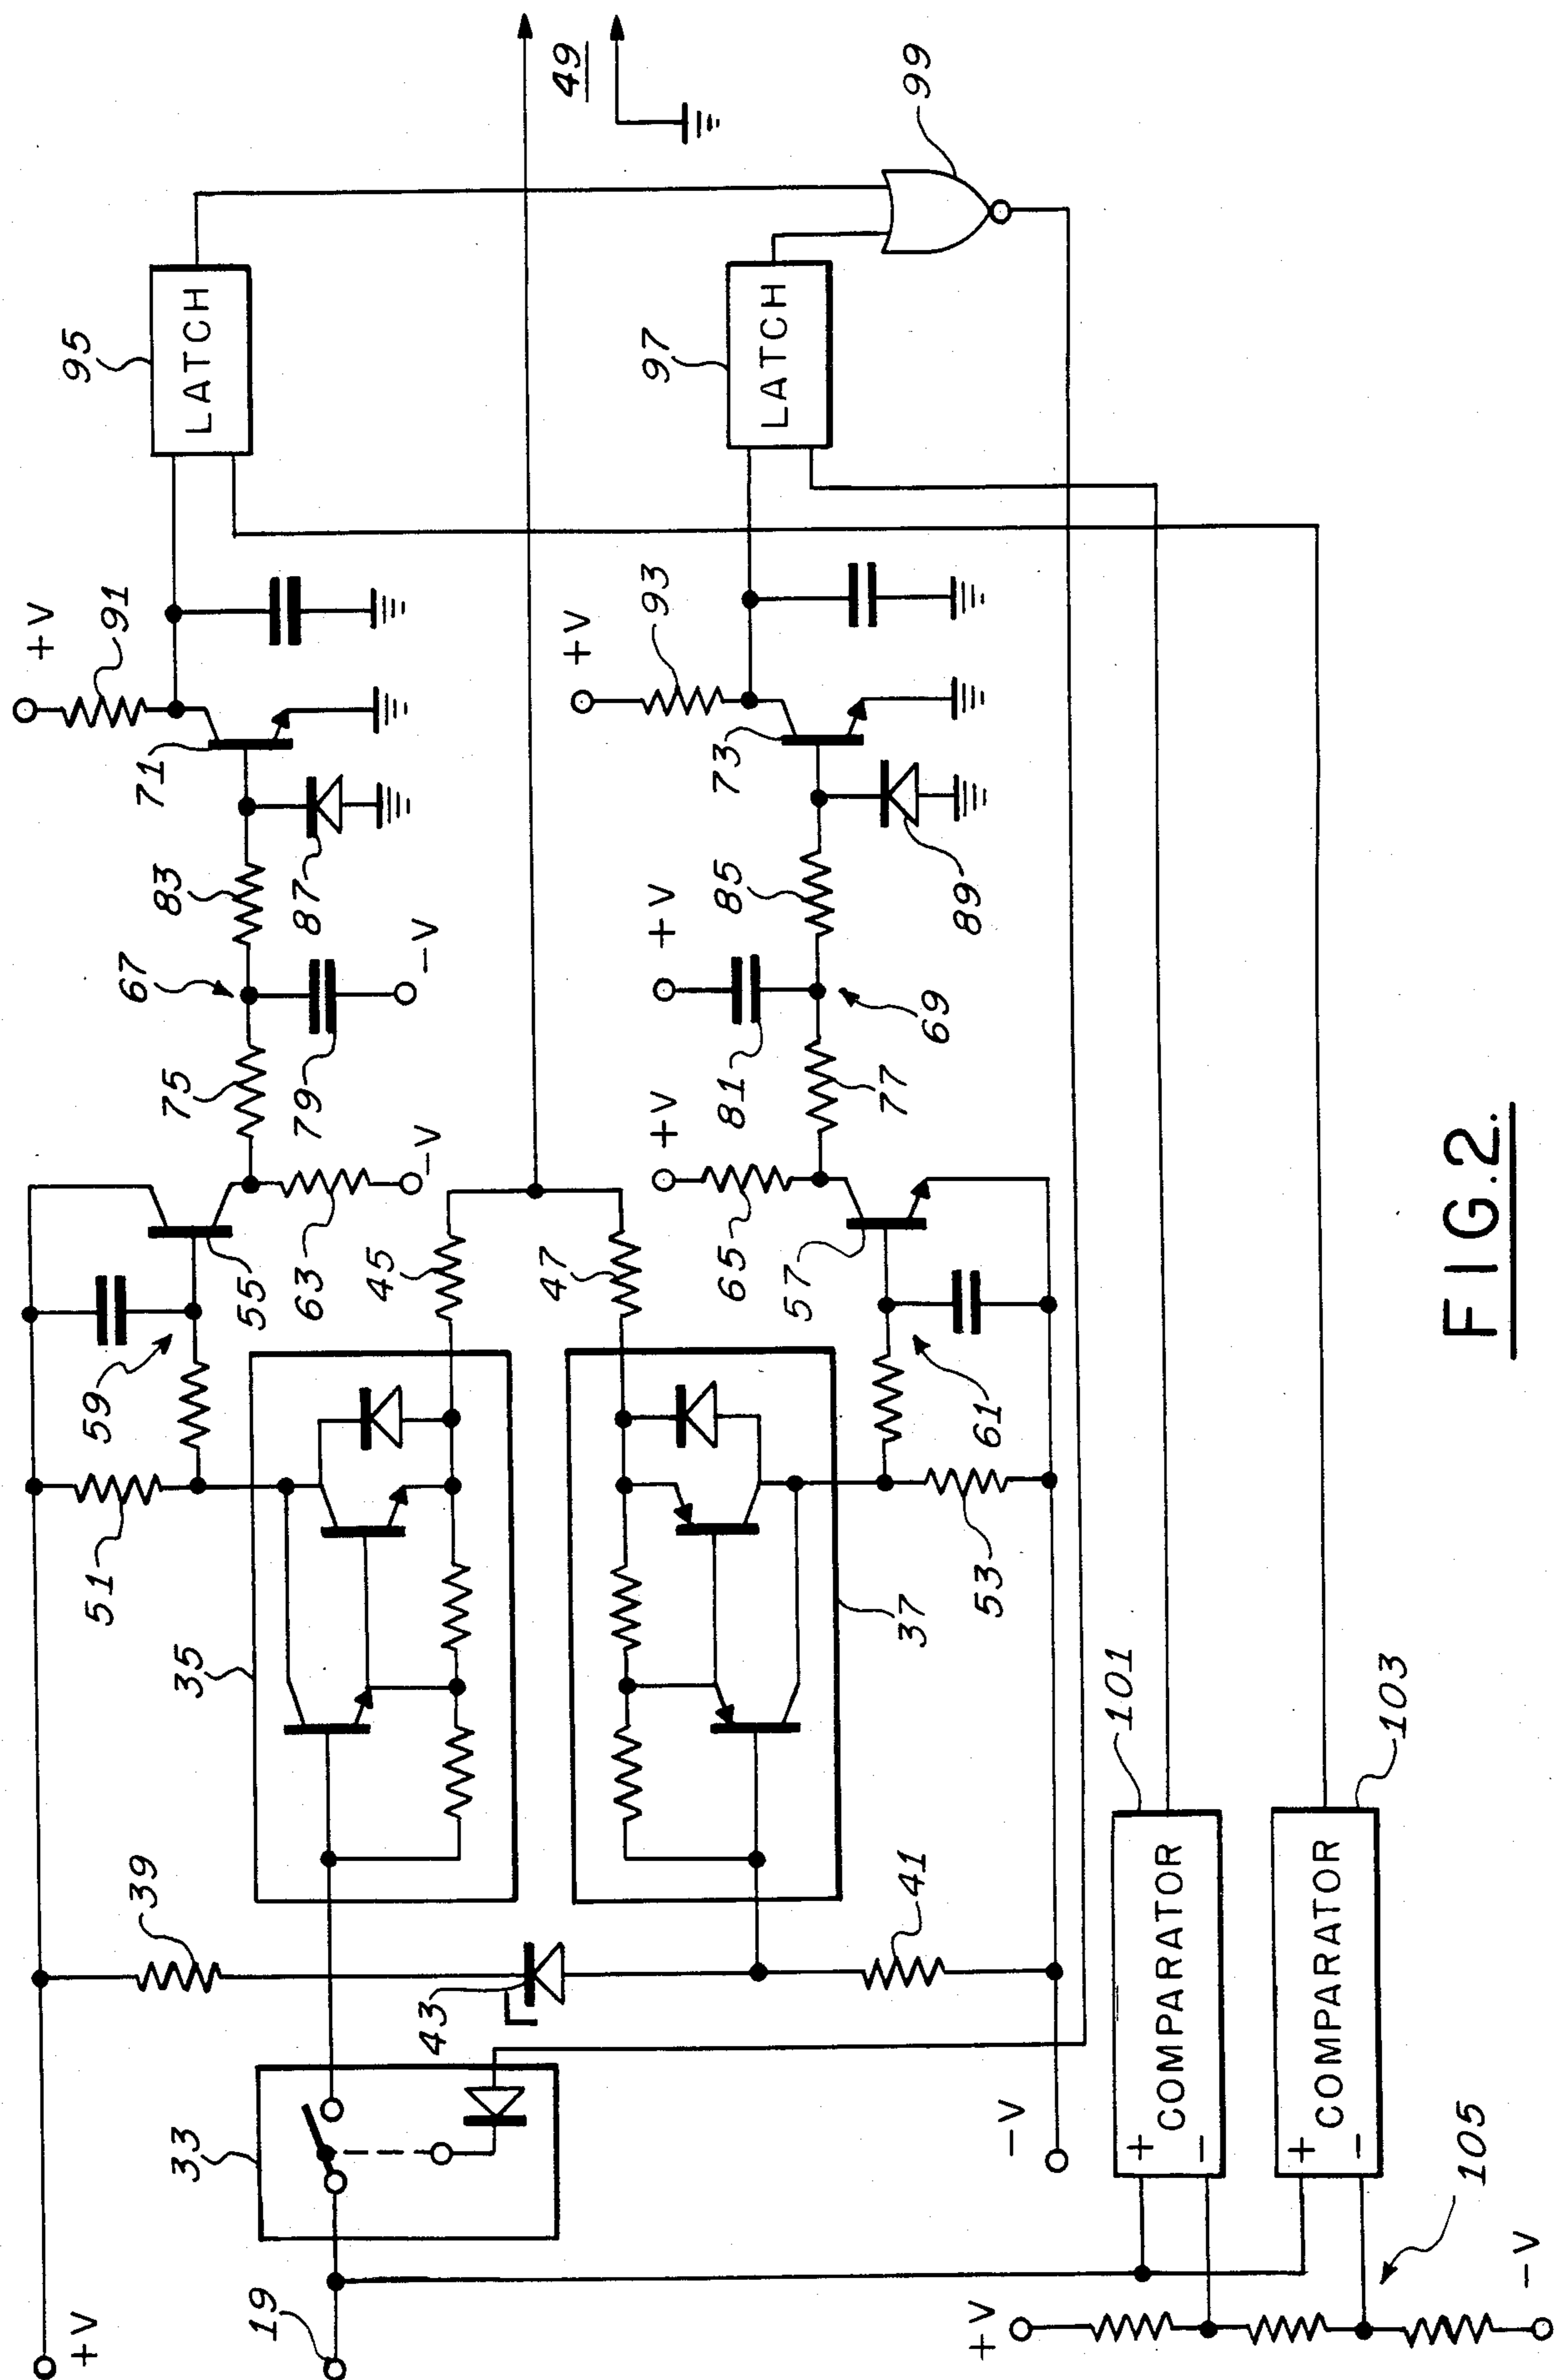 +V
19
33
39
43
41
-V
35
37
51
53
59
61
55
57
63
-V
65
+V
45
47
75
77
67
69
79
-V
81
+V
83
85
87
89
71
73
91
+V
93
+V
95
LATCH
97
LATCH
49
99
101
COMPARATOR
+
-
103
COMPARATOR
+
-
105
+V
-V
FIG.2.